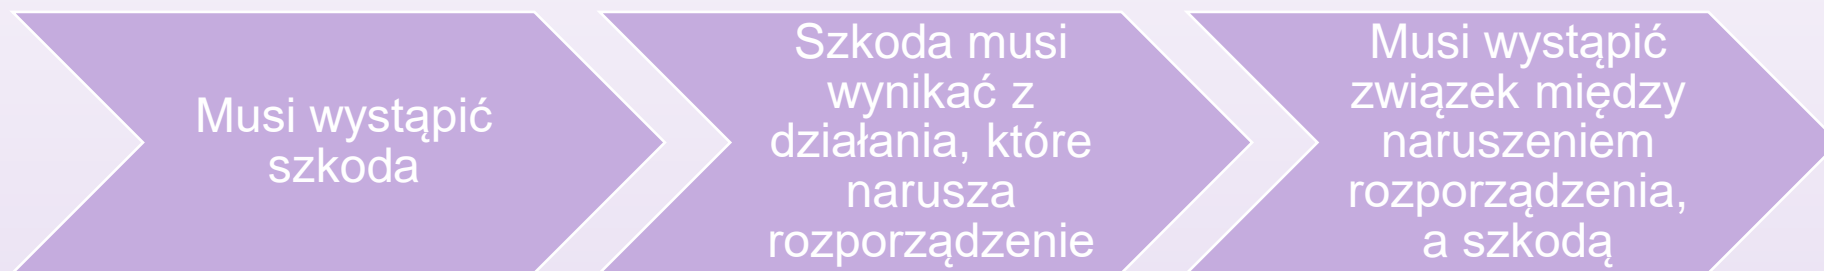 Musi wystąpić
szkoda
Szkoda musi
wynikać z
działania, które
narusza
rozporządzenie
Musi wystąpić
związek między
naruszeniem
rozporządzenia,
a szkodą